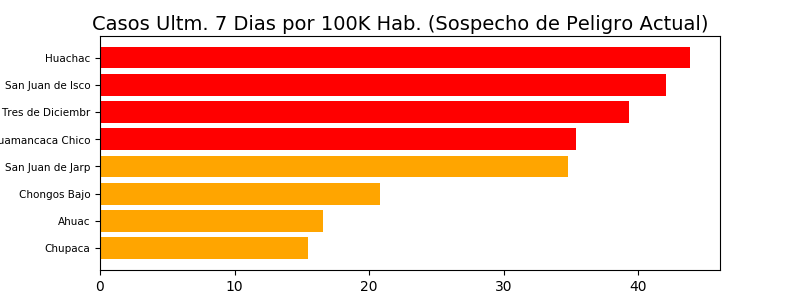 Casos Ultm. 7 Dias por 100K Hab. (Sospecho de Peligro Actual)
Huachac
San Juan de Isco
Tres de Diciembr
uamancaca Chico
San Juan de Jarp
Chongos Bajo
Ahuac
Chupaca
0 10 20 30 40